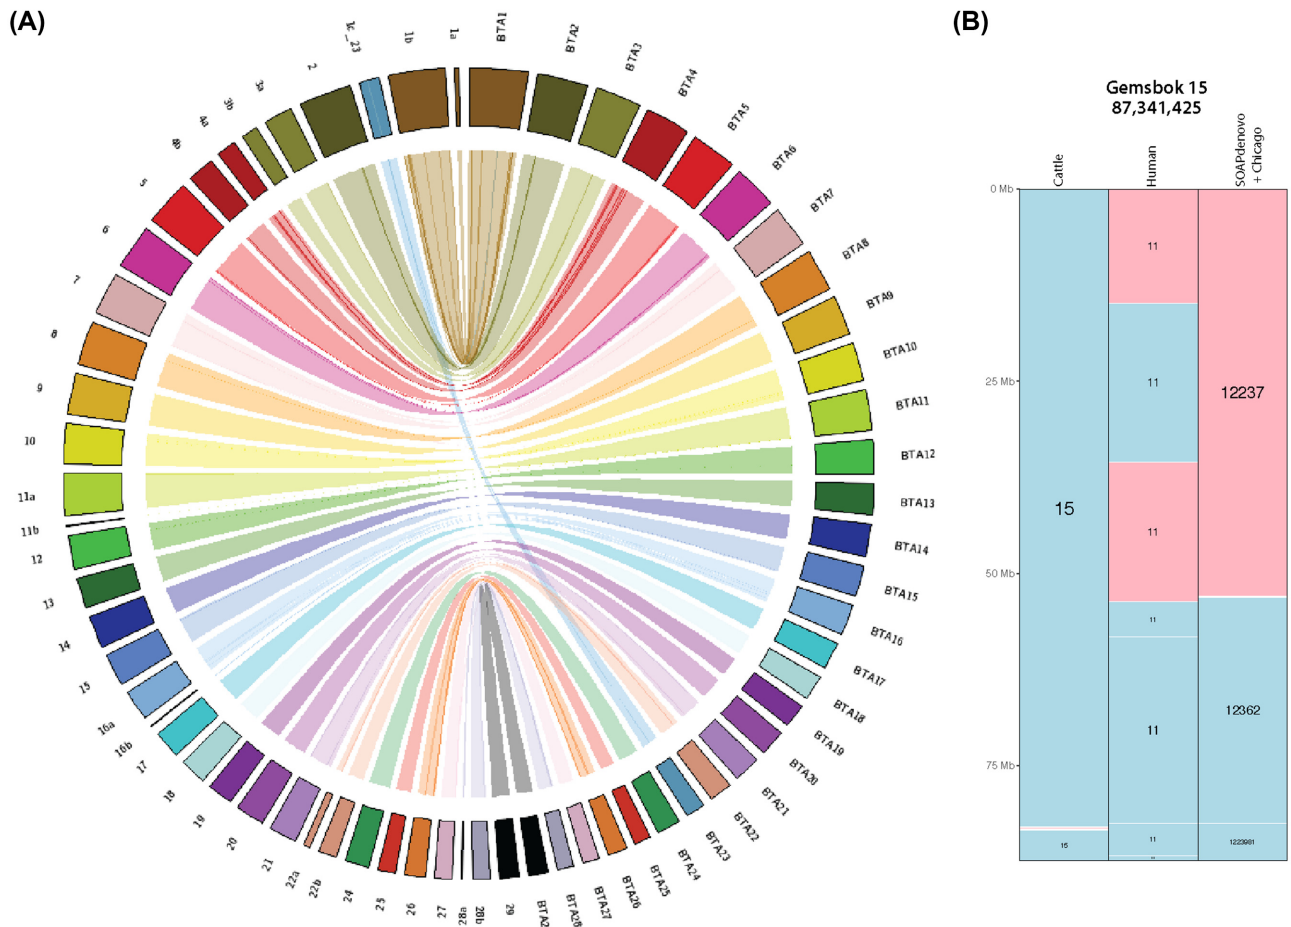 (A)
(B)
1c_23
1b
1a
BTA1
BTA2
BTA3
BTA4
BTA5
BTA6
BTA7
BTA8
BTA9
BTA10
BTA11
BTA12
BTA13
BTA14
BTA15
BTA16
BTA17
BTA18
BTA19
BTA20
BTA21
BTA22
BTA23
BTA24
BTA25
BTA26
BTA27
BTA28
BTA2
29
28b
28a
27
26
25
24
22b
22a
21
20
19
18
17
16b
16a
15
14
13
12
11b
11a
10
9
8
7
6
5
4b
4a
3b
3a
2
Gemsbok 15
87,341,425
Cattle
Human
SOAPdenovo
+ Chicago
0 Mb
25 Mb
50 Mb
75 Mb
15
15
11
11
11
11
11
11
12237
12362
1223981